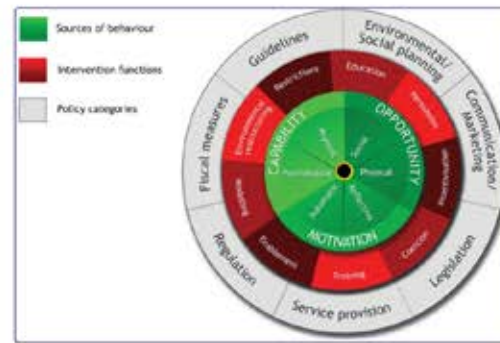 Sources of behaviour
Intervention functions
Policy categories
Environmental/
Social planning
Communication/
Marketing
Legislation
Service provision
Regulation
Fiscal measures
Guidelines
Education
Persuasion
Incentivisation
Coercion
Training
Enablement
Modelling
Environmental
restructuring
Restrictions
CAPABILITY
OPPORTUNITY
MOTIVATION
Physical
Social
Physical
Reflective
Automatic
Psychological